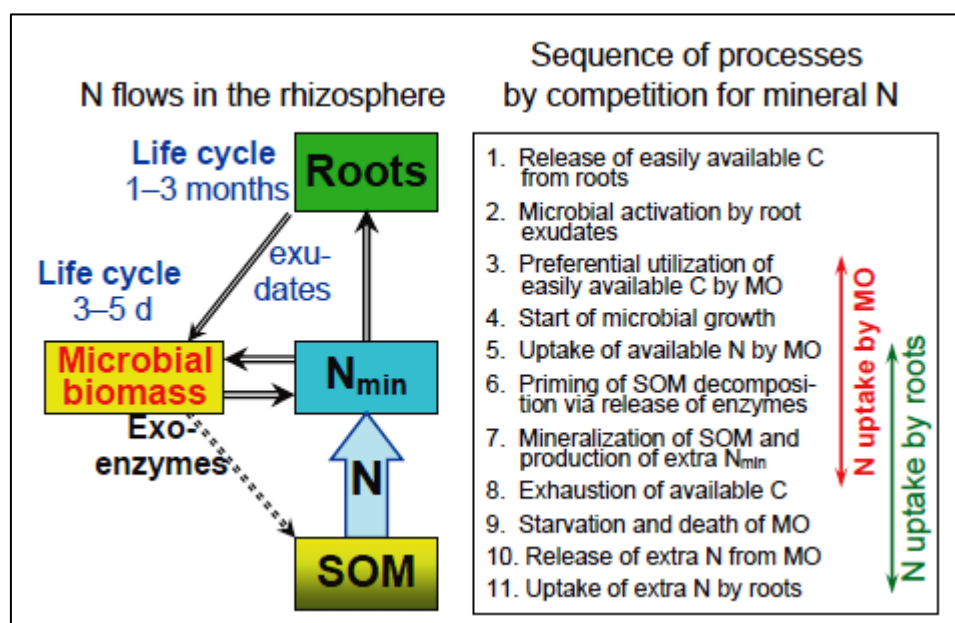 N flows in the rhizosphere
Life cycle
1–3 months
Roots
exu-
dates
Life cycle
3–5 d
Microbial
biomass
Nmin
Exo-
enzymes
N
SOM
Sequence of processes
by competition for mineral N
1. Release of easily available C
from roots
2. Microbial activation by root
exudates
3. Preferential utilization of
easily available C by MO
4. Start of microbial growth
5. Uptake of available N by MO
6. Priming of SOM decomposi-
tion via release of enzymes
7. Mineralization of SOM and
production of extra Nmin
8. Exhaustion of available C
9. Starvation and death of MO
10. Release of extra N from MO
11. Uptake of extra N by roots
N uptake by MO
N uptake by roots